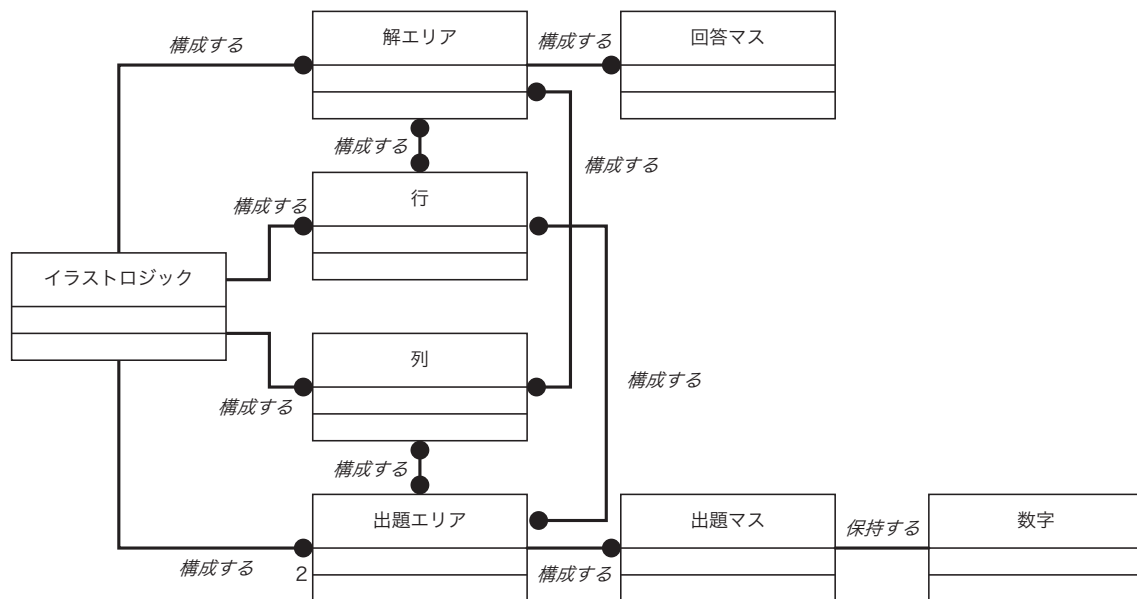 解エリア
構成する
回答マス
構成する
構成する
構成する
行
構成する
イラストロジック
列
構成する
構成する
構成する
出題エリア
出題マス
保持する
数字
構成する
2
構成する